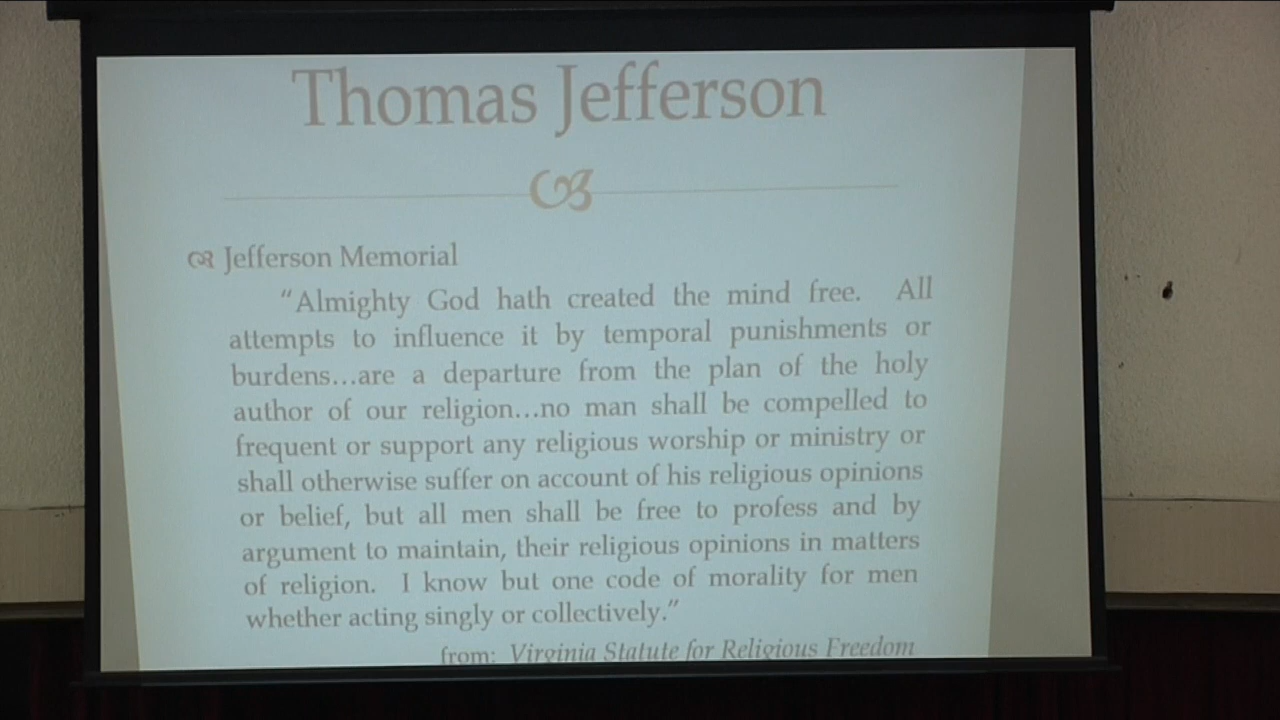 Thomas Jefferson
Jefferson Memorial
“Almighty God hath created the mind free. All
attempts to influence it by temporal punishments or
burdens...are a departure from the plan of the holy
author of our religion...no man shall be compelled to
frequent or support any religious worship or ministry or
shall otherwise suffer on account of his religious opinions
or belief, but all men shall be free to profess and by
argument to maintain, their religious opinions in matters
of religion. I know but one code of morality for men
whether acting singly or collectively.”
from: Virginia Statute for Religious Freedom